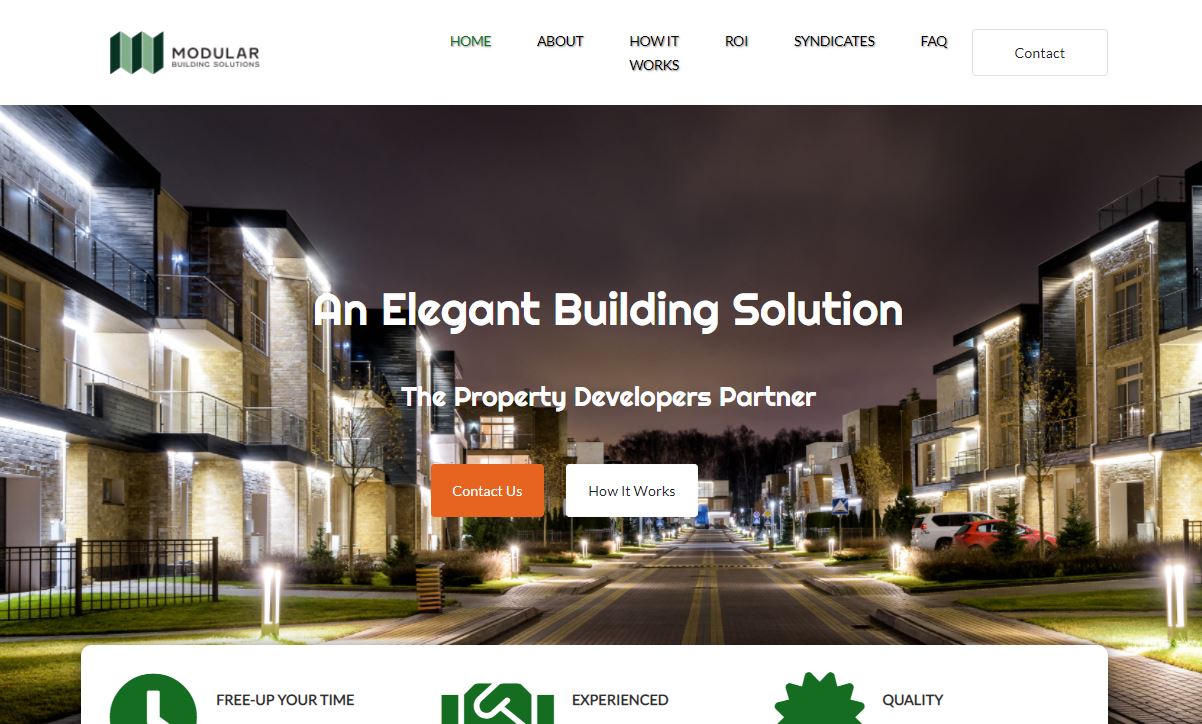 MODULAR
BUILDING SOLUTIONS
HOME
ABOUT
HOW IT
WORKS
ROI
SYNDICATES
FAQ
Contact
An Elegant Building Solution
The Property Developers Partner
Contact Us
How It Works
FREE-UP YOUR TIME
EXPERIENCED
QUALITY